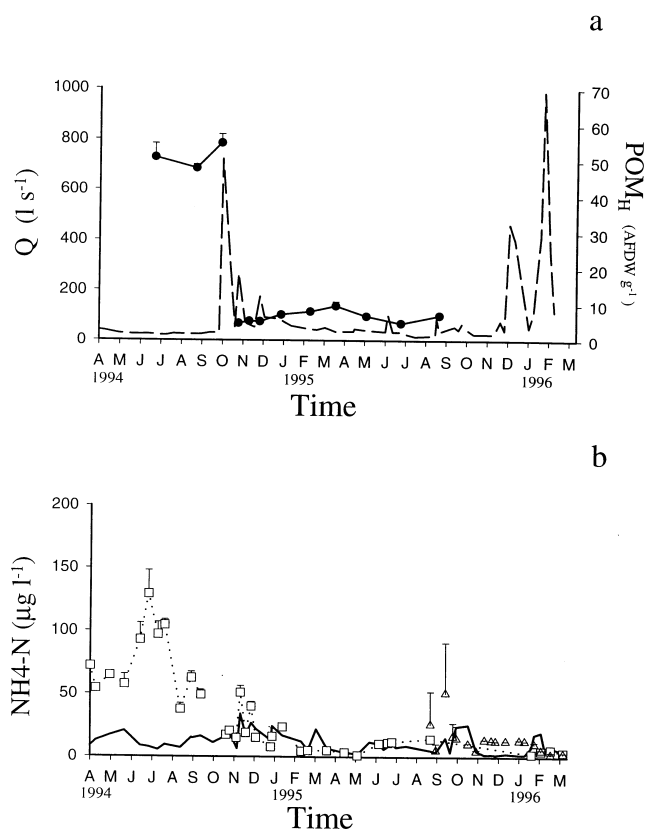 a
1000
800
600
400
200
0
Q (l s-1)
70
60
50
40
30
20
10
0
POMH (AFDW g-1)
A M J J A S O N D J F M A M J J A S O N D J F M
1994 1995 1996
Time
b
200
150
100
50
0
NH4-N (µg l-1)
A M J J A S O N D J F M A M J J A S O N D J F M
1994 1995 1996
Time